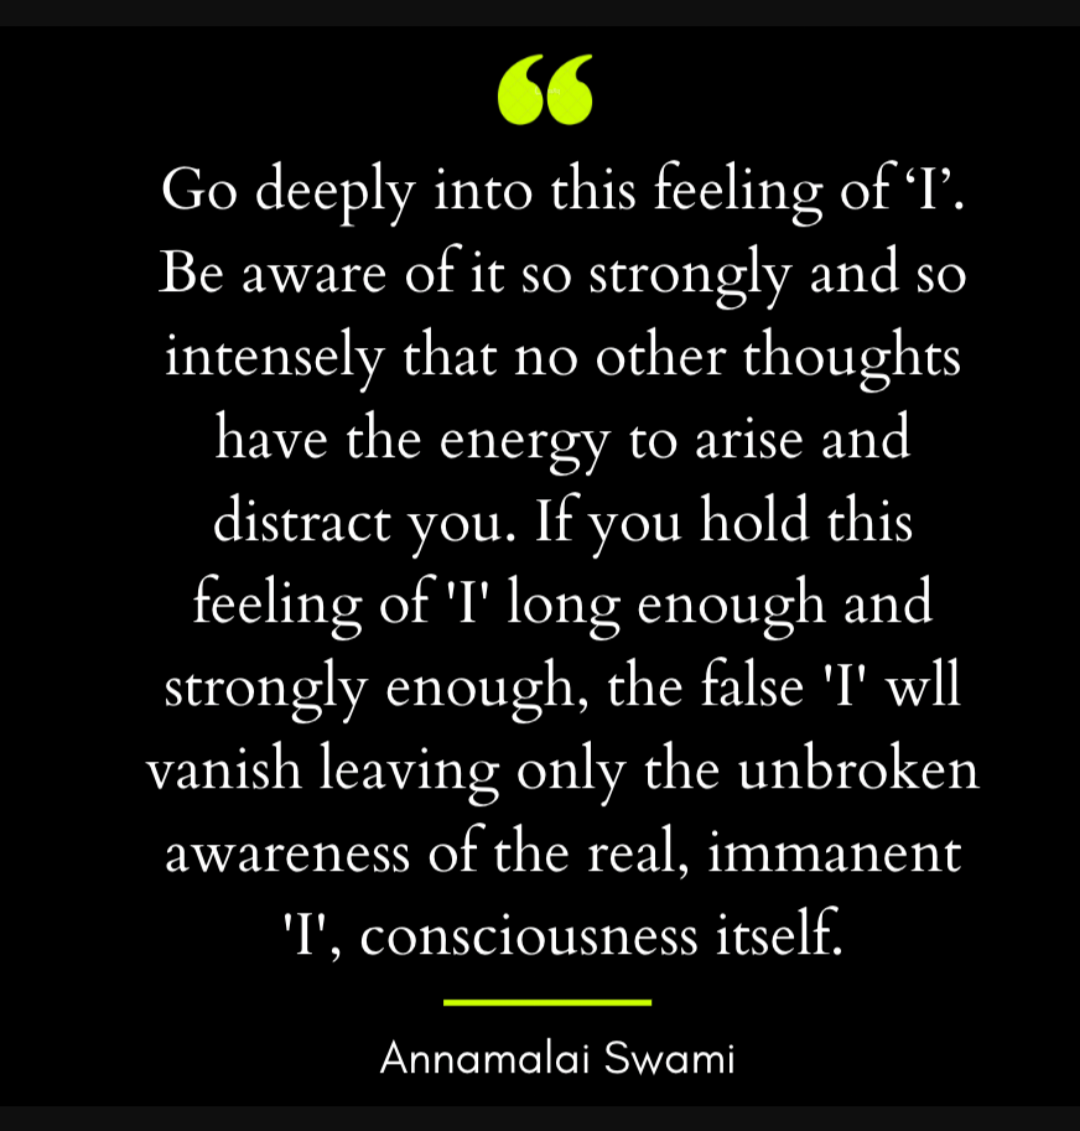 “
Go deeply into this feeling of ‘I’.
Be aware of it so strongly and so
intensely that no other thoughts
have the energy to arise and
distract you. If you hold this
feeling of 'I' long enough and
strongly enough, the false 'I' wll
vanish leaving only the unbroken
awareness of the real, immanent
'I', consciousness itself.
Annamalai Swami